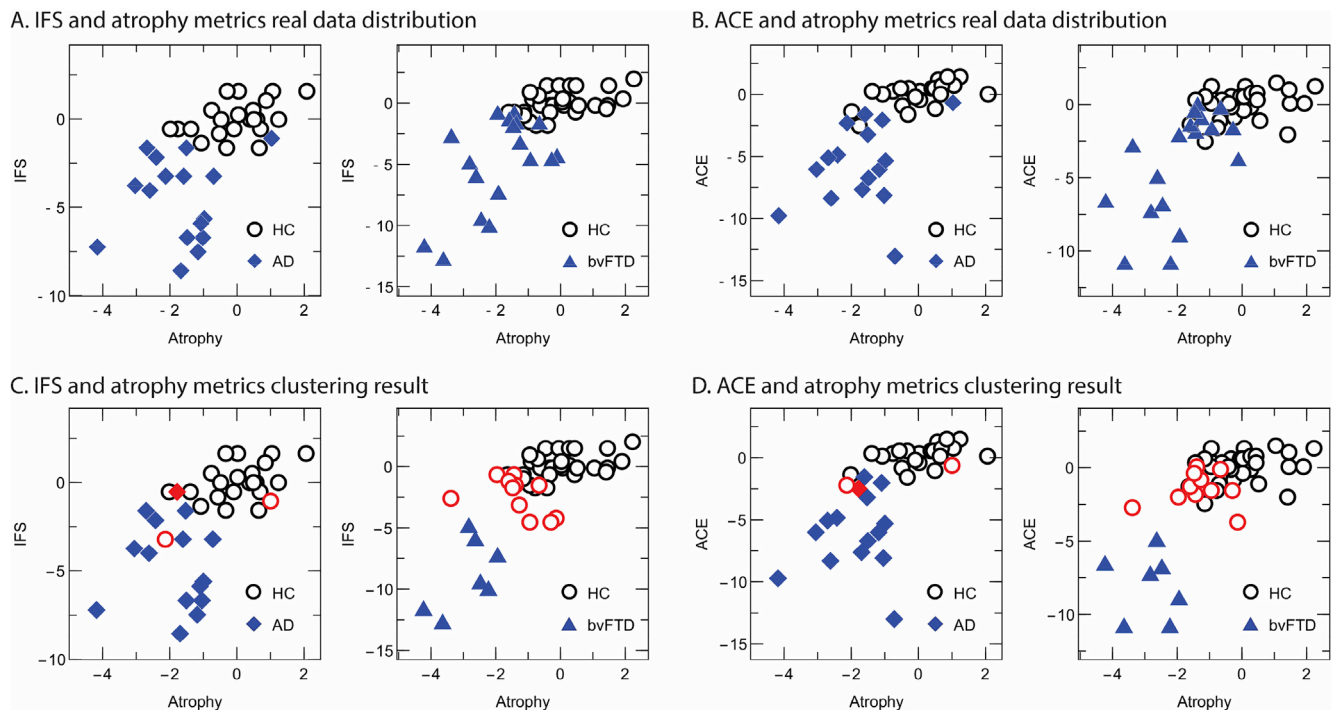 A. IFS and atrophy metrics real data distribution
B. ACE and atrophy metrics real data distribution
IFS
0
-5
- 10
- 4
- 2
0
2
Atrophy
HC
AD
IFS
0
- 5
- 10
- 15
- 4
- 2
0
2
Atrophy
HC
bvFTD
ACE
0
- 5
- 10
- 15
- 4
- 2
0
2
Atrophy
HC
AD
ACE
0
- 5
- 10
- 4
- 2
0
2
Atrophy
HC
bvFTD
C. IFS and atrophy metrics clustering result
D. ACE and atrophy metrics clustering result
IFS
0
−5
−10
−4
−2
0
2
Atrophy
HC
AD
IFS
0
−5
−10
−15
−4
−2
0
2
Atrophy
HC
bvFTD
ACE
0
−5
−10
−15
−4
−2
0
2
Atrophy
HC
AD
ACE
0
−5
−10
−4
−2
0
2
Atrophy
HC
bvFTD